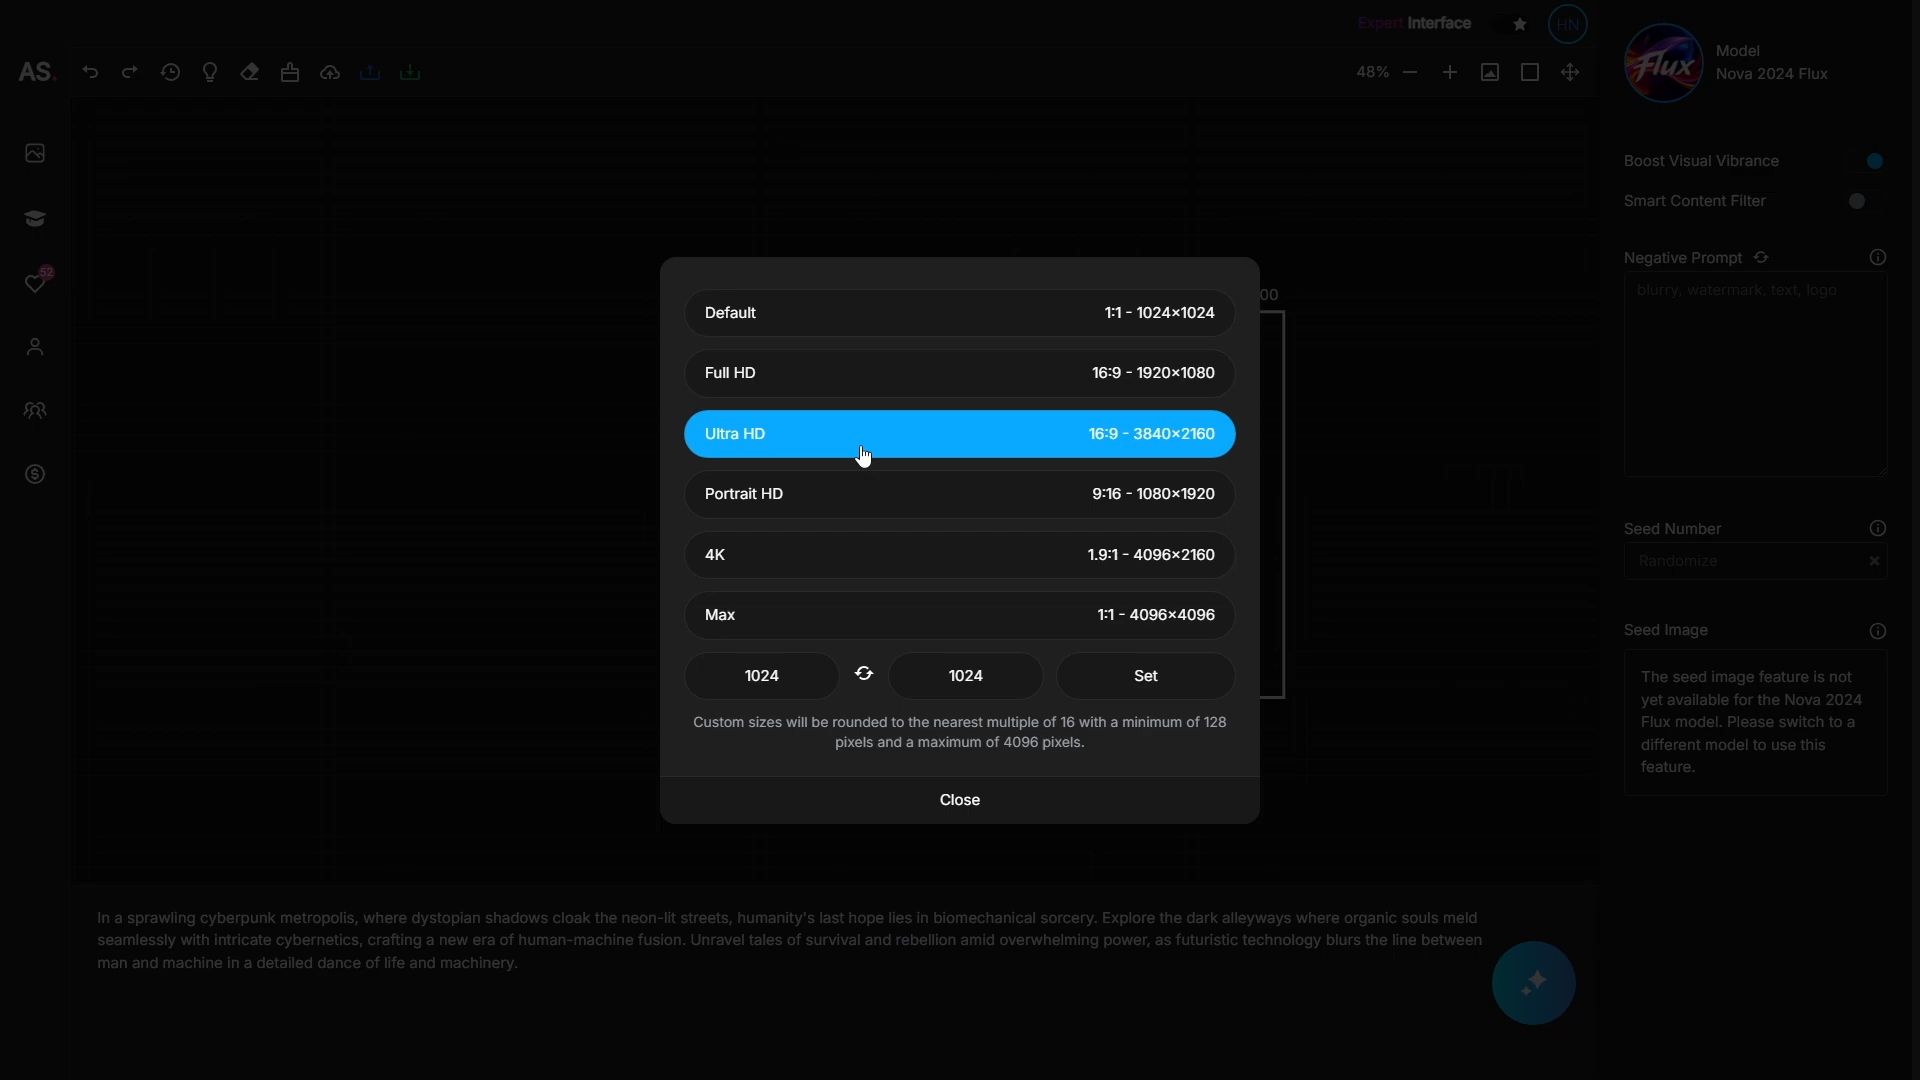 Expert Interface
HN
AS.
48%
Flux
Model
Nova 2024 Flux
Boost Visual Vibrance
Smart Content Filter
52
Negative Prompt
blurry, watermark, text, logo
00
Default 1:1 - 1024×1024
Full HD 16:9 - 1920×1080
Ultra HD 16:9 - 3840×2160
Portrait HD 9:16 - 1080×1920
4K 1.9:1 - 4096×2160
Max 1:1 - 4096×4096
1024 1024 Set
Custom sizes will be rounded to the nearest multiple of 16 with a minimum of 128
pixels and a maximum of 4096 pixels.
Close
Seed Number
Randomize
Seed Image
The seed image feature is not
yet available for the Nova 2024
Flux model. Please switch to a
different model to use this
feature.
In a sprawling cyberpunk metropolis, where dystopian shadows cloak the neon-lit streets, humanity's last hope lies in biomechanical sorcery. Explore the dark alleyways where organic souls meld
seamlessly with intricate cybernetics, crafting a new era of human-machine fusion. Unravel tales of survival and rebellion amid overwhelming power, as futuristic technology blurs the line between
man and machine in a detailed dance of life and machinery.